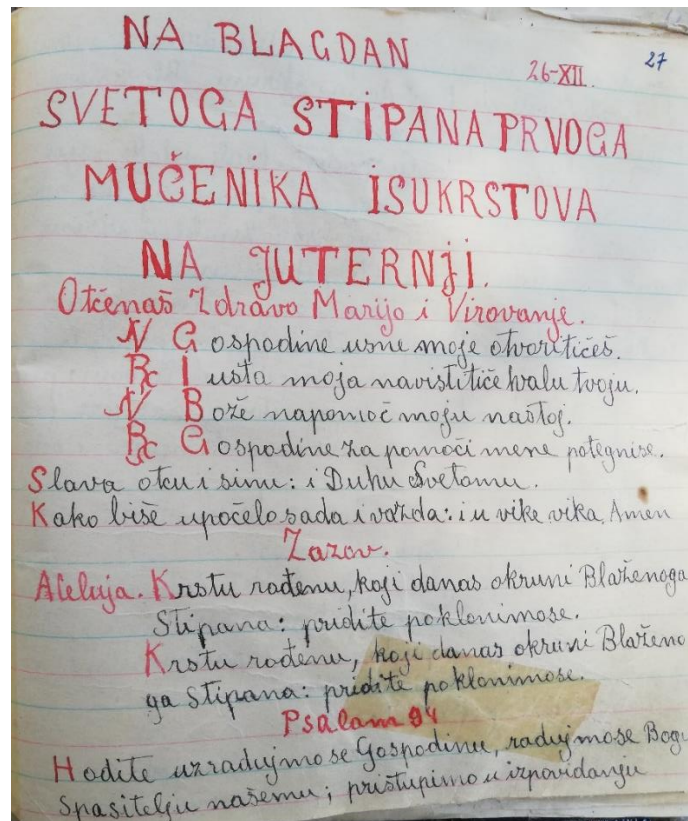 NA BLAGDAN
26-XII. 27
SVETOGA STIPANA PRVOGA
MUČENIKA ISUKRSTOVA
NA JUTERNJI.
Otčenaš Zdravo Marijo i Virovanje.
V Gospodine usne moje otvoritićeš.
R I usta moja navistitiće hvalu tvoju.
V Bože napomoć moju nastoj.
R Gospodine za pomoći mene potegnise.
Slava otcu i sinu: i Duhu Svetomu.
Kako biše upočelo sada i vazda: i u vike vika, Amen
Zazov.
Aleluja. Krstu rođenu, koji danas okruni Blaženoga
Stipana: pridite poklonimose.
Krstu rođenu, koji danas okruni Blaženo
ga Stipana: pridite poklonimose.
Psalam 94
Hodite uzradujmo se Gospodinu, radujmose Bogu
Spasitelju našemu; pristupimo u izpovidanju